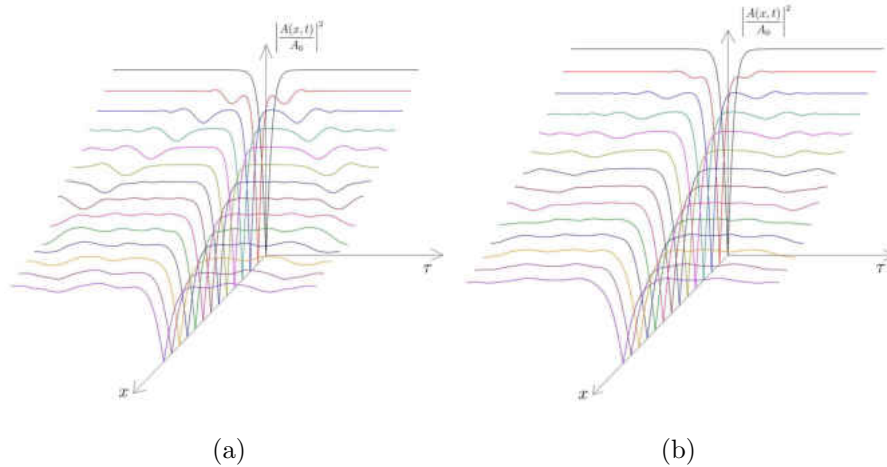 |A(x,t)/A₀|²
|A(x,t)/A₀|²
τ
τ
x
x
(a)
(b)